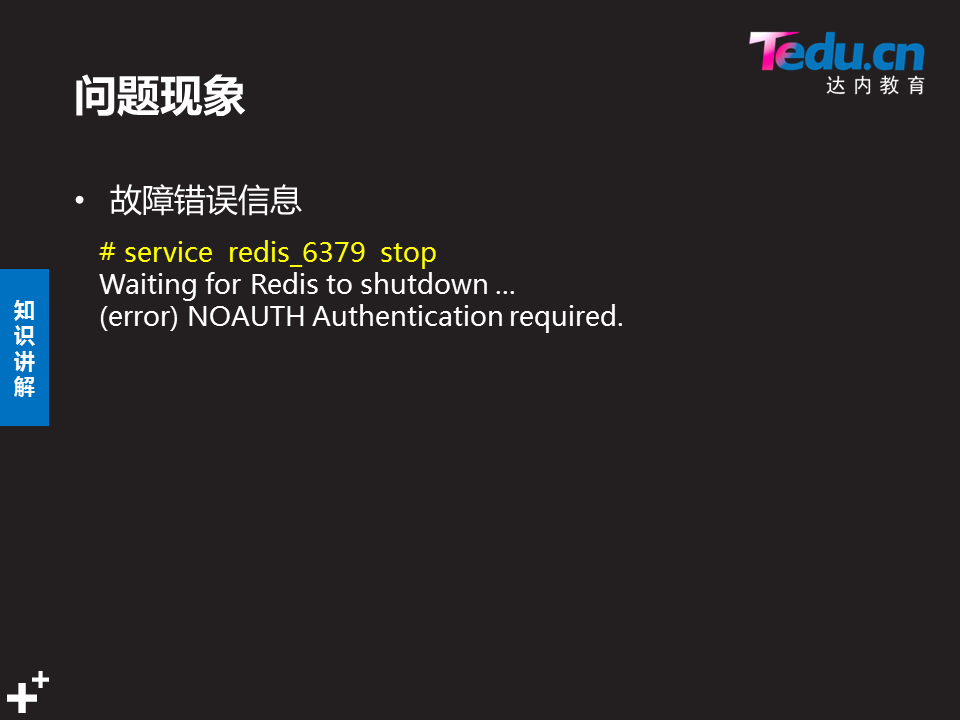 Tedu.cn
达内教育
问题现象
• 故障错误信息
# service redis_6379 stop
Waiting for Redis to shutdown ...
(error) NOAUTH Authentication required.
知
识
讲
解